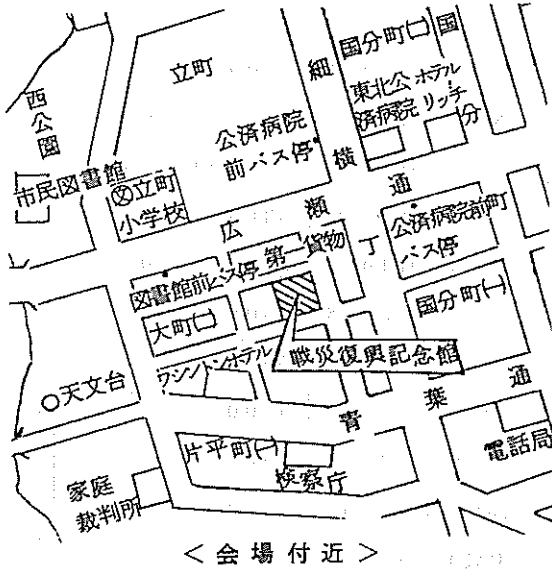 国分町(二)
国分町
立町
細横丁
西公園
東北公済病院
ホテルリッチ
公済病院
前バス停
市民図書館
立町
小学校
広瀬通
公済病院前
バス停
図書館前バス停
第一貨物
国分町(一)
大町(二)
戦災復興記念館
ワシントンホテル
天文台
青葉通
片平町(一)
検察庁
電話局
家庭
裁判所
<会場付近>